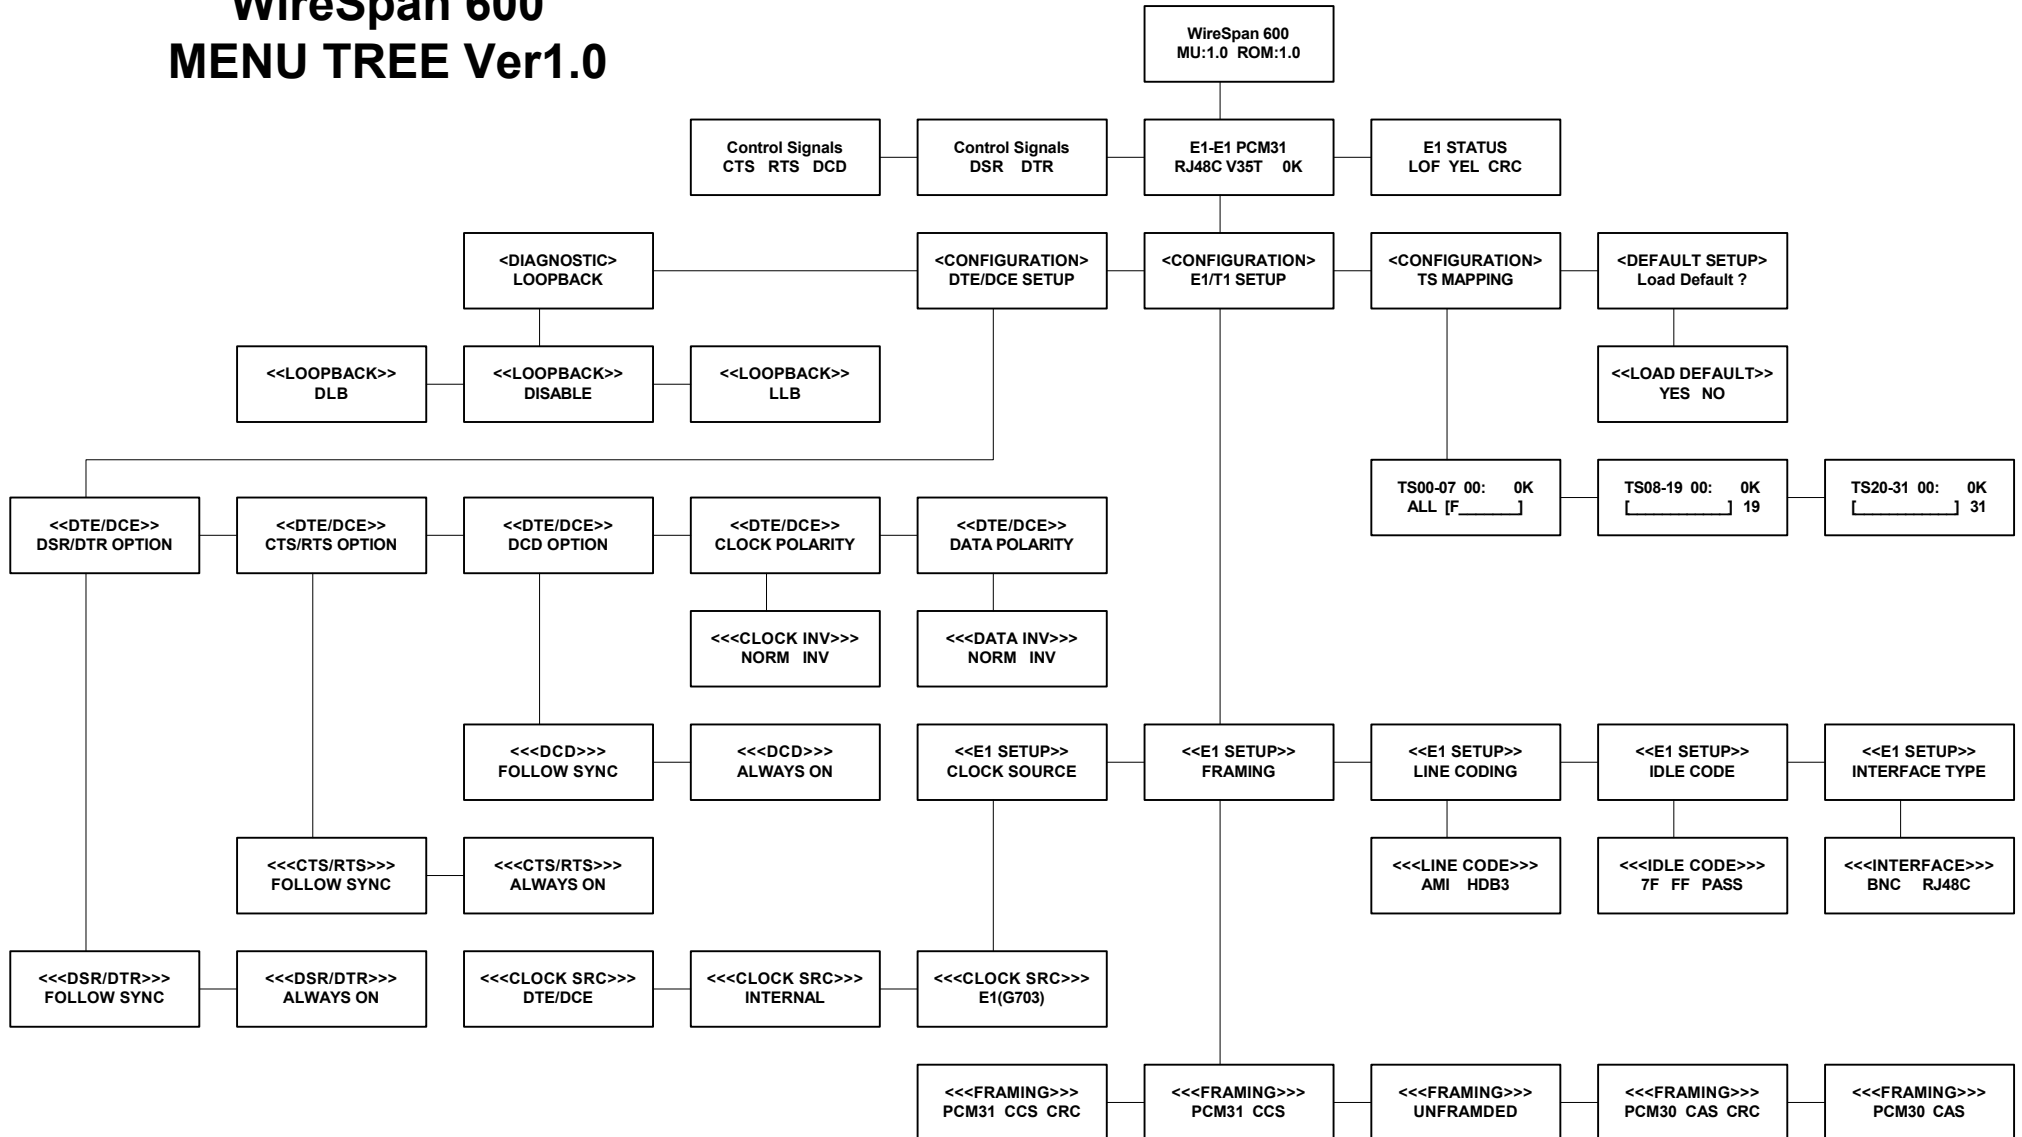 WireSpan 600
MENU TREE Ver1.0
WireSpan 600
MU:1.0 ROM:1.0
Control Signals
CTS RTS DCD
Control Signals
DSR DTR
E1-E1 PCM31
RJ48C V35T 0K
E1 STATUS
LOF YEL CRC
<DIAGNOSTIC>
LOOPBACK
<CONFIGURATION>
DTE/DCE SETUP
<CONFIGURATION>
E1/T1 SETUP
<CONFIGURATION>
TS MAPPING
<DEFAULT SETUP>
Load Default ?
<<LOOPBACK>>
DLB
<<LOOPBACK>>
DISABLE
<<LOOPBACK>>
LLB
<<LOAD DEFAULT>>
YES NO
TS00-07 00: 0K
ALL [F_______]
TS08-19 00: 0K
[____________] 19
TS20-31 00: 0K
[____________] 31
<<DTE/DCE>>
DSR/DTR OPTION
<<DTE/DCE>>
CTS/RTS OPTION
<<DTE/DCE>>
DCD OPTION
<<DTE/DCE>>
CLOCK POLARITY
<<DTE/DCE>>
DATA POLARITY
<<<CLOCK INV>>>
NORM INV
<<<DATA INV>>>
NORM INV
<<<DCD>>>
FOLLOW SYNC
<<<DCD>>>
ALWAYS ON
<<E1 SETUP>>
CLOCK SOURCE
<<E1 SETUP>>
FRAMING
<<E1 SETUP>>
LINE CODING
<<E1 SETUP>>
IDLE CODE
<<E1 SETUP>>
INTERFACE TYPE
<<<CTS/RTS>>>
FOLLOW SYNC
<<<CTS/RTS>>>
ALWAYS ON
<<<LINE CODE>>>
AMI HDB3
<<<IDLE CODE>>>
7F FF PASS
<<<INTERFACE>>>
BNC RJ48C
<<<DSR/DTR>>>
FOLLOW SYNC
<<<DSR/DTR>>>
ALWAYS ON
<<<CLOCK SRC>>>
DTE/DCE
<<<CLOCK SRC>>>
INTERNAL
<<<CLOCK SRC>>>
E1(G703)
<<<FRAMING>>>
PCM31 CCS CRC
<<<FRAMING>>>
PCM31 CCS
<<<FRAMING>>>
UNFRAMDED
<<<FRAMING>>>
PCM30 CAS CRC
<<<FRAMING>>>
PCM30 CAS